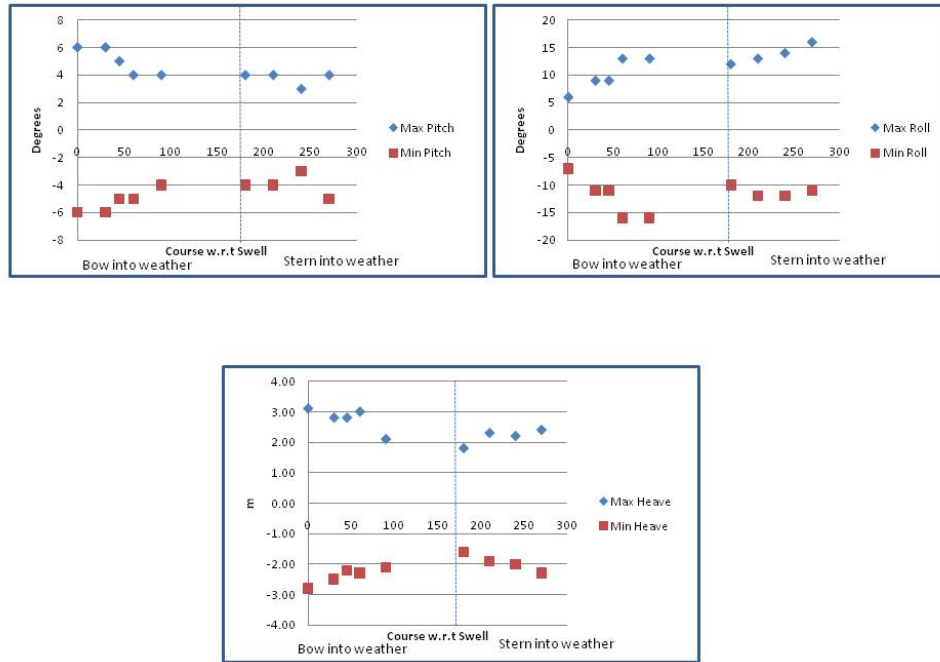 8
6
4
2
0
-2
-4
-6
-8
Degrees
0 50 100 150 200 250 300
Course w.r.t Swell
Bow into weather
Stern into weather
Max Pitch
Min Pitch
20
15
10
5
0
-5
-10
-15
-20
Degrees
0 50 100 150 200 250 300
Course w.r.t Swell
Bow into weather
Stern into weather
Max Roll
Min Roll
4.00
3.00
2.00
1.00
0.00
-1.00
-2.00
-3.00
-4.00
m
0 50 100 150 200 250 300
Course w.r.t Swell
Bow into weather
Stern into weather
Max Heave
Min Heave